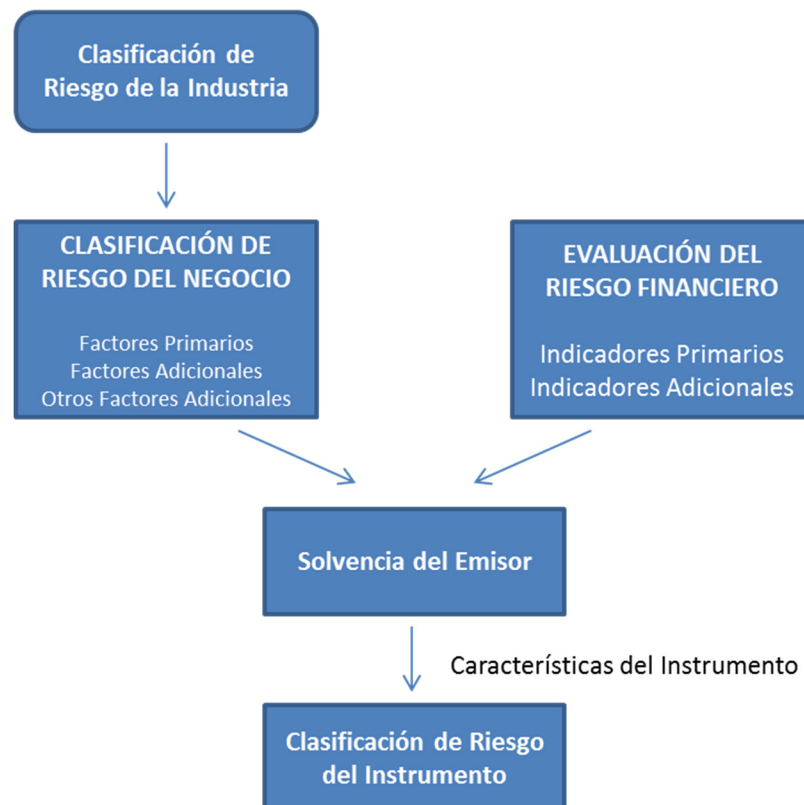 Clasificación de
Riesgo de la Industria
CLASIFICACIÓN DE
RIESGO DEL NEGOCIO
Factores Primarios
Factores Adicionales
Otros Factores Adicionales
EVALUACIÓN DEL
RIESGO FINANCIERO
Indicadores Primarios
Indicadores Adicionales
Solvencia del Emisor
Características del Instrumento
Clasificación de Riesgo
del Instrumento